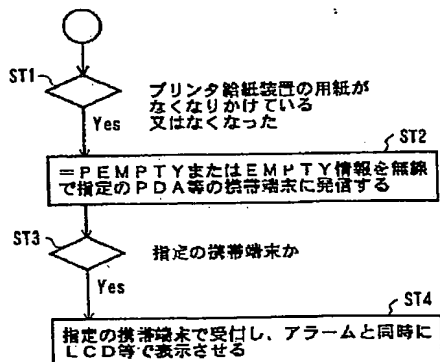 ST1
プリンタ給紙装置の用紙が
なくなりかけている
又はなくなった
Yes
ST2
＝ＰＥＭＰＴＹまたはＥＭＰＴＹ情報を無線
で指定のＰＤＡ等の携帯端末に発信する
ST3
指定の携帯端末か
Yes
ST4
指定の携帯端末で受付し、アラームと同時に
ＬＣＤ等で表示させる